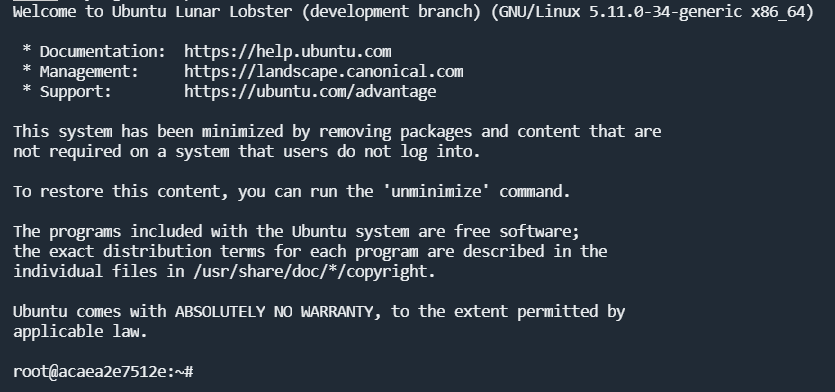 Welcome to Ubuntu Lunar Lobster (development branch) (GNU/Linux 5.11.0-34-generic x86_64)
* Documentation:  https://help.ubuntu.com
* Management:     https://landscape.canonical.com
* Support:        https://ubuntu.com/advantage
This system has been minimized by removing packages and content that are
not required on a system that users do not log into.
To restore this content, you can run the 'unminimize' command.
The programs included with the Ubuntu system are free software;
the exact distribution terms for each program are described in the
individual files in /usr/share/doc/*/copyright.
Ubuntu comes with ABSOLUTELY NO WARRANTY, to the extent permitted by
applicable law.
root@acaea2e7512e:~#